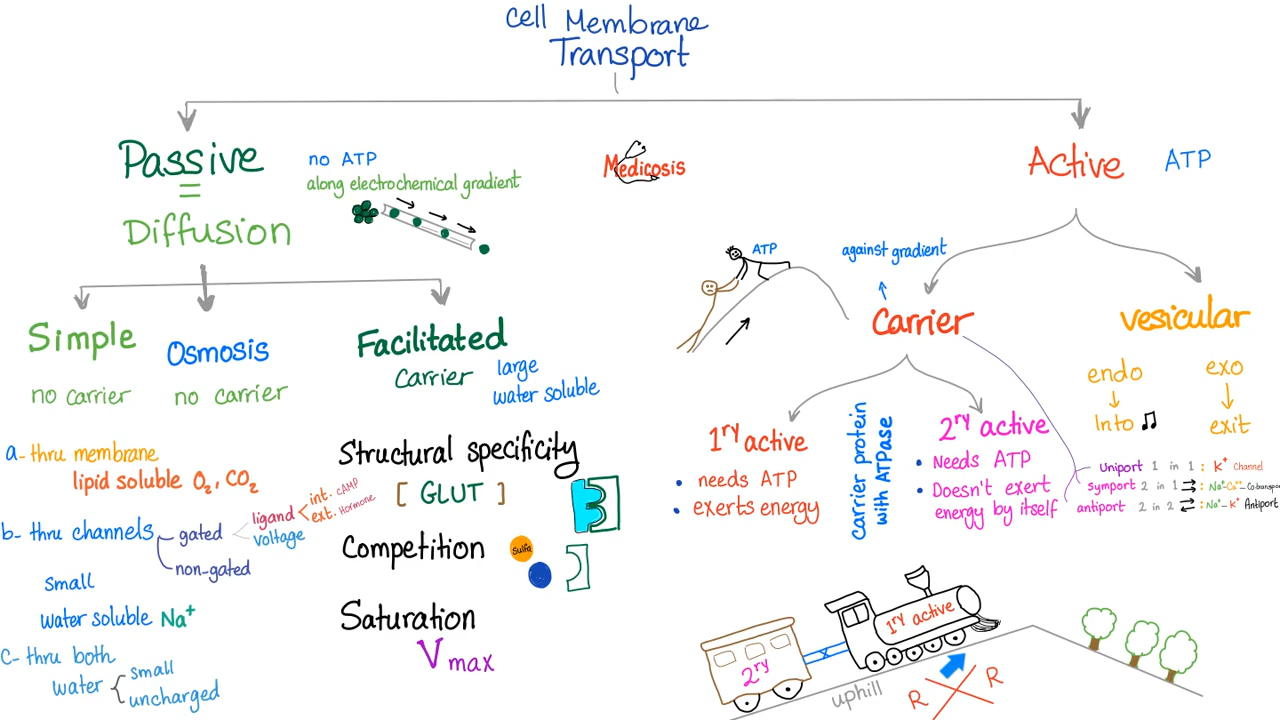 Cell Membrane
Transport
Passive
=
Diffusion
no ATP
along electrochemical gradient
Medicosis
Active
ATP
Simple
no carrier
Osmosis
no carrier
Facilitated
Carrier
large
water soluble
a- thru membrane
lipid soluble O₂, CO₂
b- thru channels
gated
non-gated
ligand
voltage
int. cAMP
ext. Hormone
small
water soluble Na⁺
c- thru both
water
small
uncharged
Structural specificity
[ GLUT ]
Competition
Sulfa
Saturation
Vmax
ATP
against gradient
Carrier
vesicular
endo
↓
Into
exo
↓
exit
1ry active
• needs ATP
• exerts energy
carrier protein
with ATPase
2ry active
• Needs ATP
• Doesn't exert
energy by itself
Uniport 1 in 1 : K⁺ Channel
symport 2 in 1 ⇉ : Na⁺-Ca⁺⁺-Cotranspo
antiport 2 in 2 ⇄ : Na⁺-K⁺ Antiport
1ry active
2ry
uphill
R R